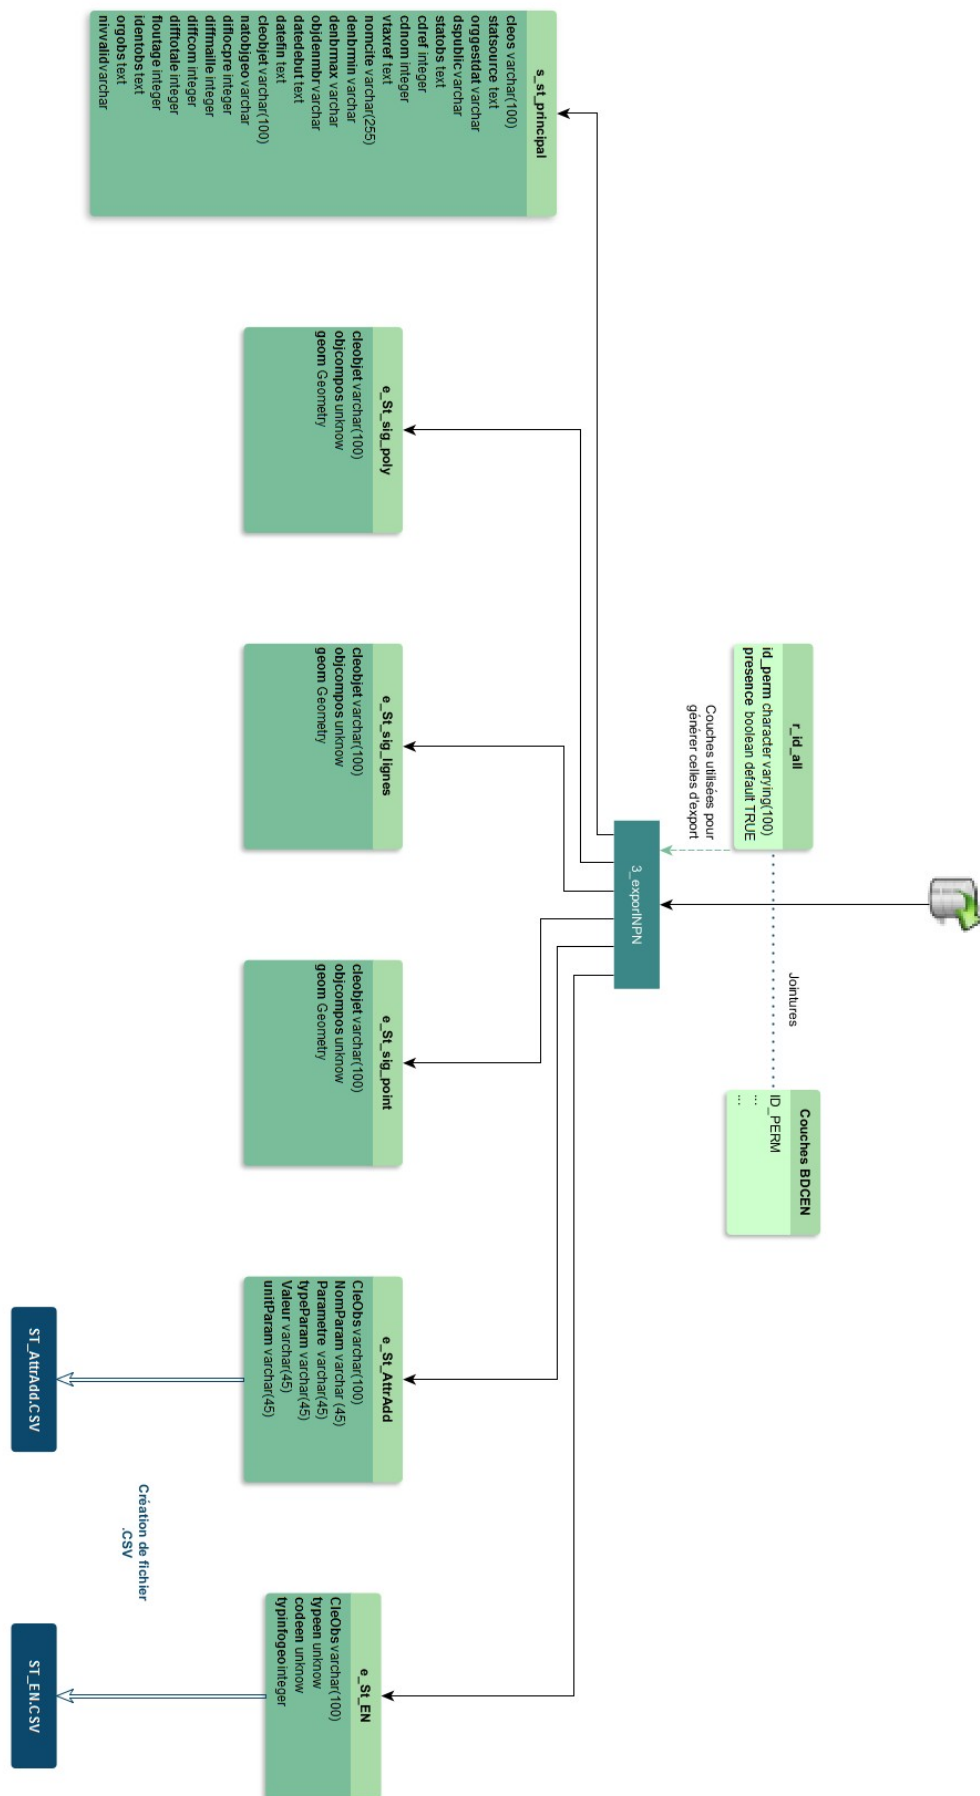 r_id_all
id_perm character varying(100)
presence boolean default TRUE
Jointures
Couches BDCEN
ID_PERM
...
...
Couches utilisées pour
générer celles d'export
3_exporINPN
s_st_principal
cleos varchar(100)
statsource text
orggestdat varchar
dspublic varchar
statobs text
cdref integer
cdnom integer
vtaxref text
nomcite varchar(255)
denbrmin varchar
denbrmax varchar
objdenmbr varchar
datedebut text
datefin text
cleobjet varchar(100)
natobjgeo varchar
diflocpre integer
diffmaille integer
diffcom integer
difftotale integer
floutage integer
identobs text
orgobs text
nivvalid varchar
e_St_sig_poly
cleobjet varchar(100)
objcompos unknow
geom Geometry
e_St_sig_lignes
cleobjet varchar(100)
objcompos unknow
geom Geometry
e_St_sig_point
cleobjet varchar(100)
objcompos unknow
geom Geometry
e_St_AttrAdd
CleObs varchar(100)
NomParam varchar (45)
Parametre varchar(45)
typeParam varchar(45)
Valeur varchar(45)
unitParam varchar(45)
e_St_EN
CleObs varchar(100)
typeen unknow
codeen unknow
typinfogeo integer
Création de fichier
.CSV
ST_AttrAdd.CSV
ST_EN.CSV